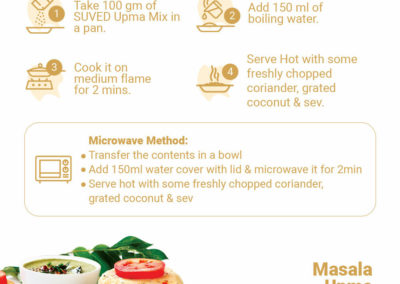 1
Take 100 gm of
SUVED Upma Mix in
a pan.
2
Add 150 ml of
boiling water.
3
Cook it on
medium flame
for 2 mins.
4
Serve Hot with some
freshly chopped
coriander, grated
coconut & sev.
Microwave Method:
• Transfer the contents in a bowl
• Add 150ml water cover with lid & microwave it for 2min
• Serve hot with some freshly chopped coriander,
grated coconut & sev
Masala
Upma